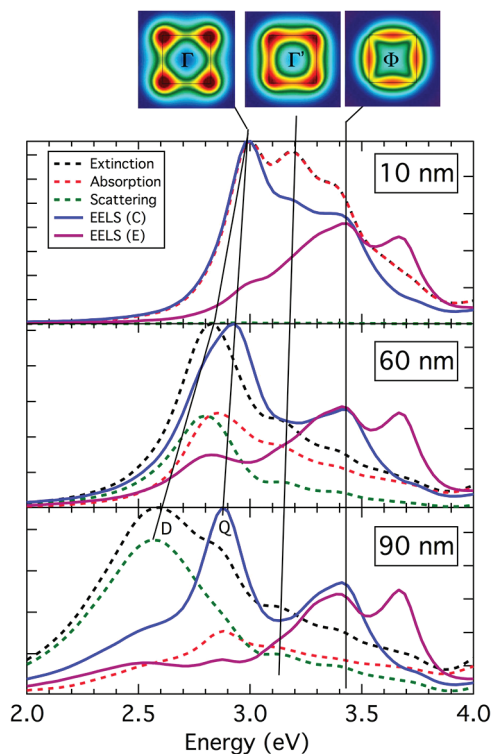 Γ Γ' Φ
10 nm
Extinction
Absorption
Scattering
EELS (C)
EELS (E)
60 nm
90 nm
D Q
2.0 2.5 3.0 3.5 4.0
Energy (eV)